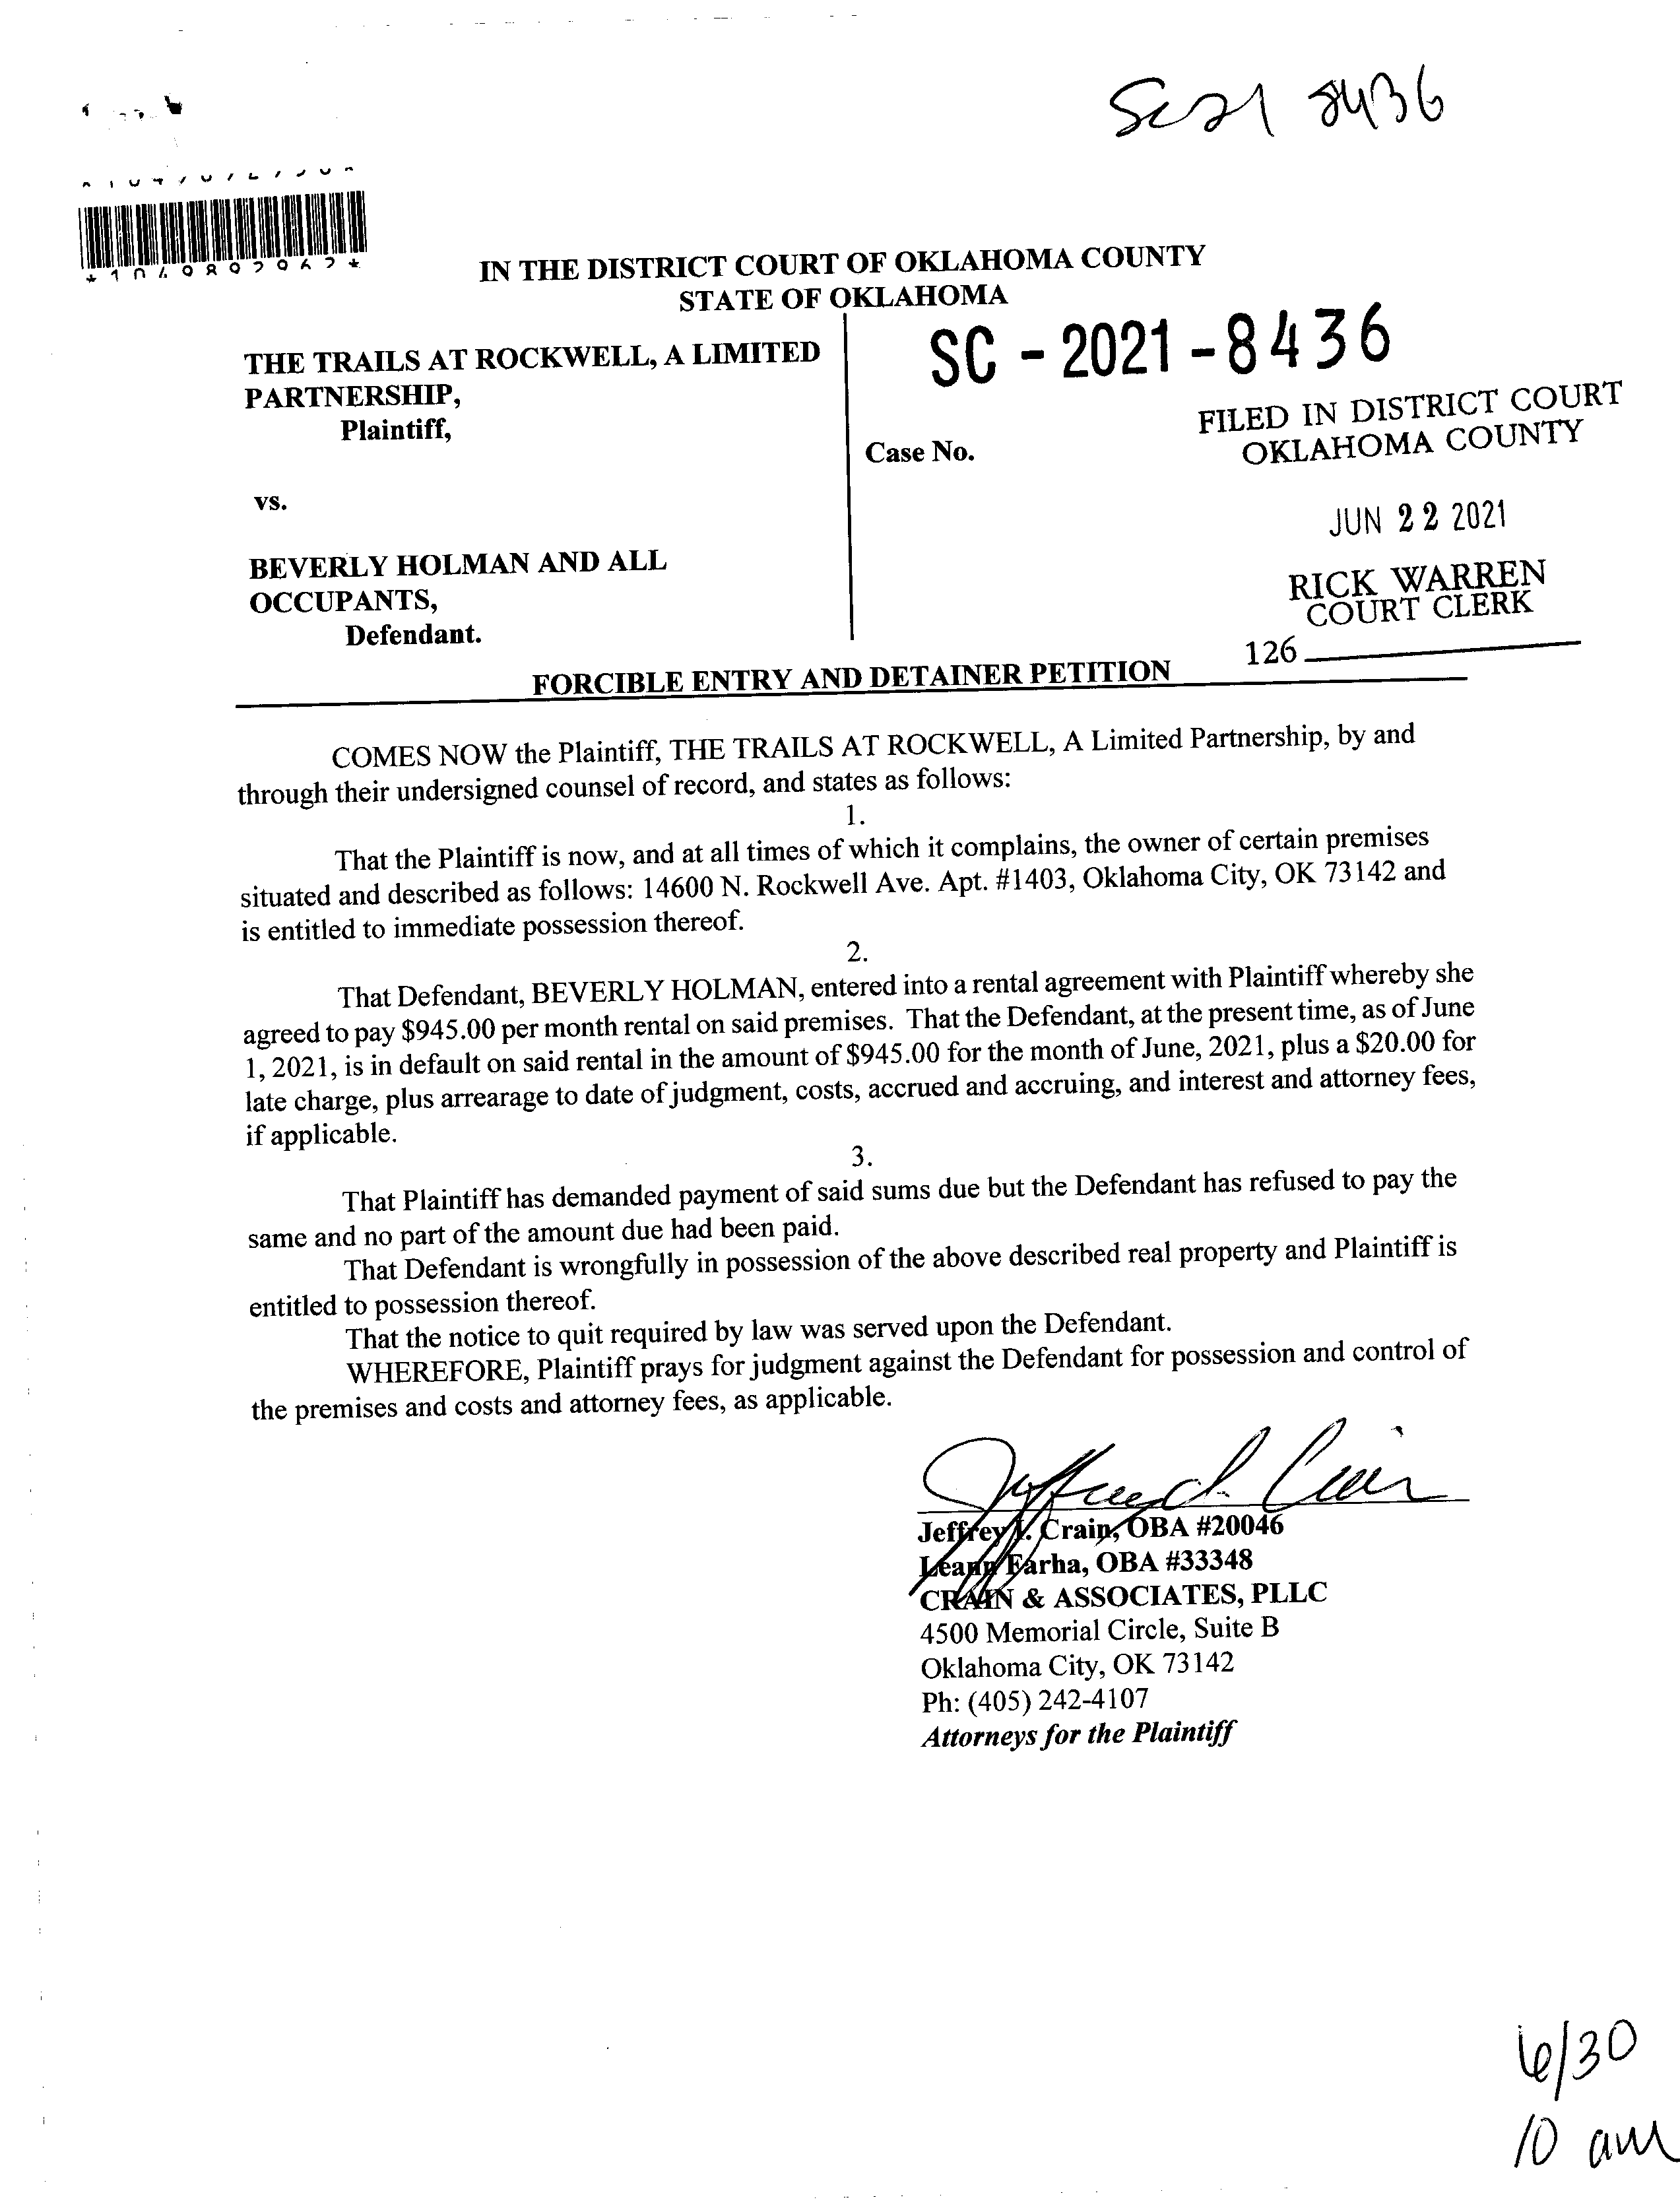 SC21 8436
IN THE DISTRICT COURT OF OKLAHOMA COUNTY
STATE OF OKLAHOMA
THE TRAILS AT ROCKWELL, A LIMITED
PARTNERSHIP,
Plaintiff,
vs.
BEVERLY HOLMAN AND ALL
OCCUPANTS,
Defendant.
SC - 2021 - 8436
Case No.
FILED IN DISTRICT COURT
OKLAHOMA COUNTY
JUN 22 2021
RICK WARREN
COURT CLERK
126
FORCIBLE ENTRY AND DETAINER PETITION
COMES NOW the Plaintiff, THE TRAILS AT ROCKWELL, A Limited Partnership, by and
through their undersigned counsel of record, and states as follows:
1.
That the Plaintiff is now, and at all times of which it complains, the owner of certain premises
situated and described as follows: 14600 N. Rockwell Ave. Apt. #1403, Oklahoma City, OK 73142 and
is entitled to immediate possession thereof.
2.
That Defendant, BEVERLY HOLMAN, entered into a rental agreement with Plaintiff whereby she
agreed to pay $945.00 per month rental on said premises. That the Defendant, at the present time, as of June
1, 2021, is in default on said rental in the amount of $945.00 for the month of June, 2021, plus a $20.00 for
late charge, plus arrearage to date of judgment, costs, accrued and accruing, and interest and attorney fees,
if applicable.
3.
That Plaintiff has demanded payment of said sums due but the Defendant has refused to pay the
same and no part of the amount due had been paid.
That Defendant is wrongfully in possession of the above described real property and Plaintiff is
entitled to possession thereof.
That the notice to quit required by law was served upon the Defendant.
WHEREFORE, Plaintiff prays for judgment against the Defendant for possession and control of
the premises and costs and attorney fees, as applicable.
Jeffrey Crain, OBA #20046
Leann Farha, OBA #33348
CRAIN & ASSOCIATES, PLLC
4500 Memorial Circle, Suite B
Oklahoma City, OK 73142
Ph: (405) 242-4107
Attorneys for the Plaintiff
6/30
10 am